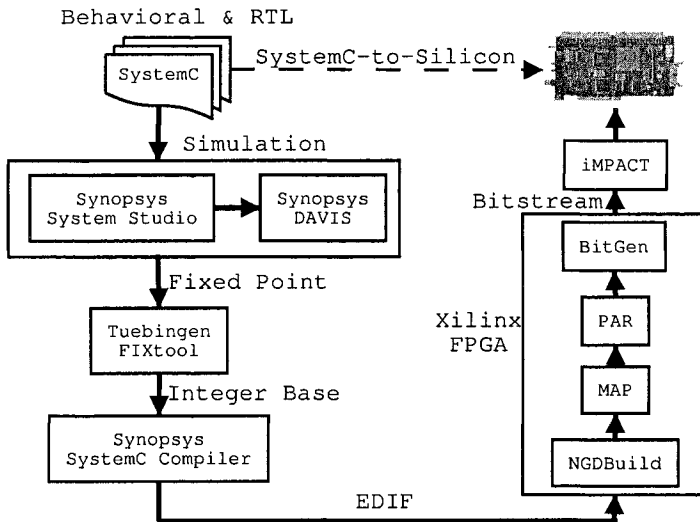 Behavioral & RTL
SystemC
SystemC-to-Silicon
Simulation
Synopsys
System Studio
Synopsys
DAVIS
Fixed Point
Tuebingen
FIXtool
Integer Base
Synopsys
SystemC Compiler
EDIF
iMPACT
Bitstream
BitGen
Xilinx
FPGA
PAR
MAP
NGDBuild